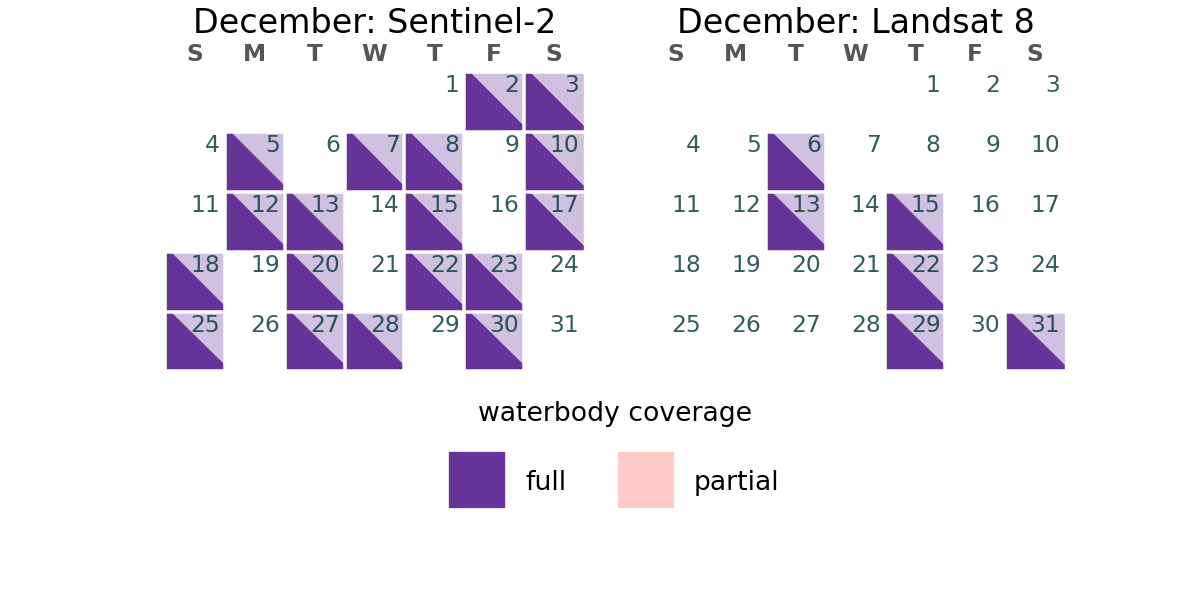 December: Sentinel-2
S M T W T F S
1 2 3
4 5 6 7 8 9 10
11 12 13 14 15 16 17
18 19 20 21 22 23 24
25 26 27 28 29 30 31
December: Landsat 8
S M T W T F S
1 2 3
4 5 6 7 8 9 10
11 12 13 14 15 16 17
18 19 20 21 22 23 24
25 26 27 28 29 30 31
waterbody coverage
full partial